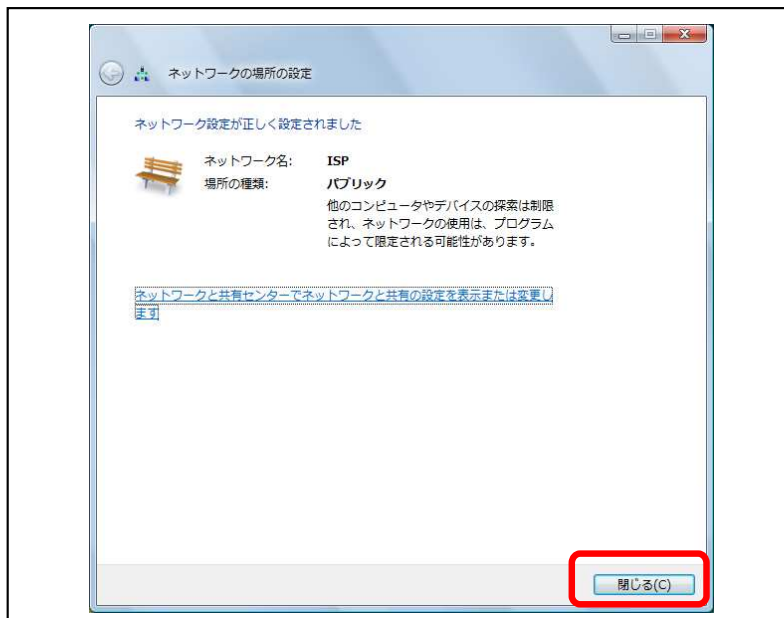 ネットワークの場所の設定
ネットワーク設定が正しく設定されました
ネットワーク名: ISP
場所の種類: パブリック
他のコンピュータやデバイスの探索は制限
され、ネットワークの使用は、プログラム
によって限定される可能性があります。
ネットワークと共有センターでネットワークと共有の設定を表示または変更し
ます
閉じる(C)